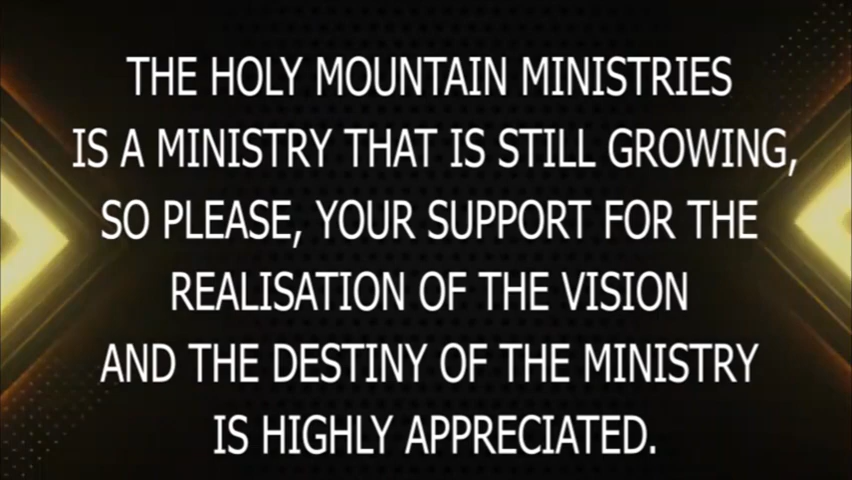 THE HOLY MOUNTAIN MINISTRIES
IS A MINISTRY THAT IS STILL GROWING,
SO PLEASE, YOUR SUPPORT FOR THE
REALISATION OF THE VISION
AND THE DESTINY OF THE MINISTRY
IS HIGHLY APPRECIATED.